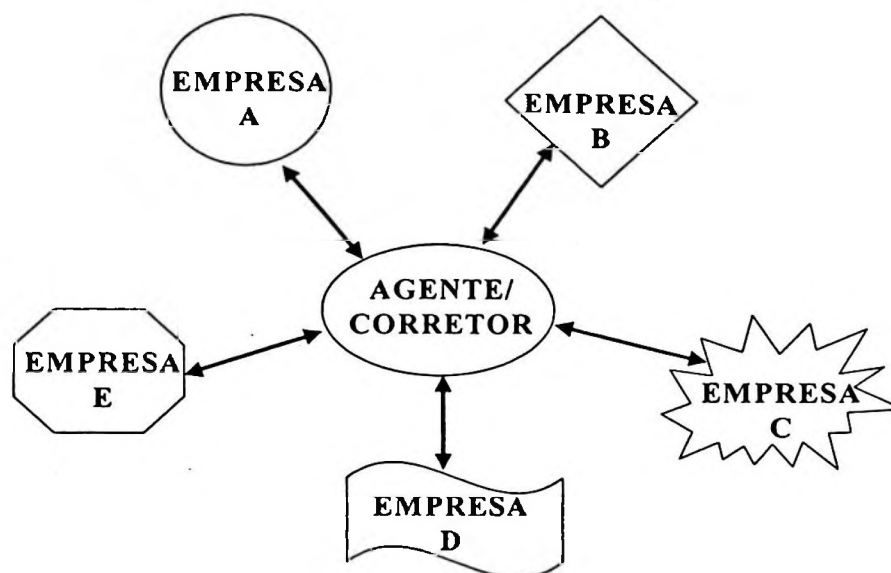 EMPRESA
A
EMPRESA
B
AGENTE/
CORRETOR
EMPRESA
E
EMPRESA
C
EMPRESA
D